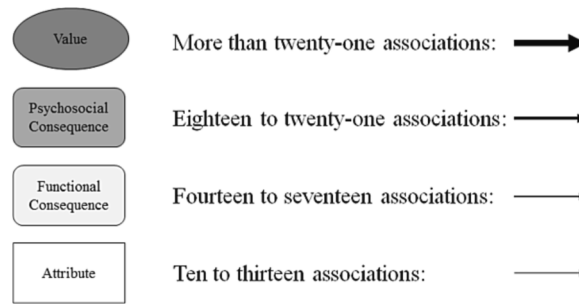 Value
More than twenty-one associations:
Psychosocial
Consequence
Eighteen to twenty-one associations:
Functional
Consequence
Fourteen to seventeen associations:
Attribute
Ten to thirteen associations: